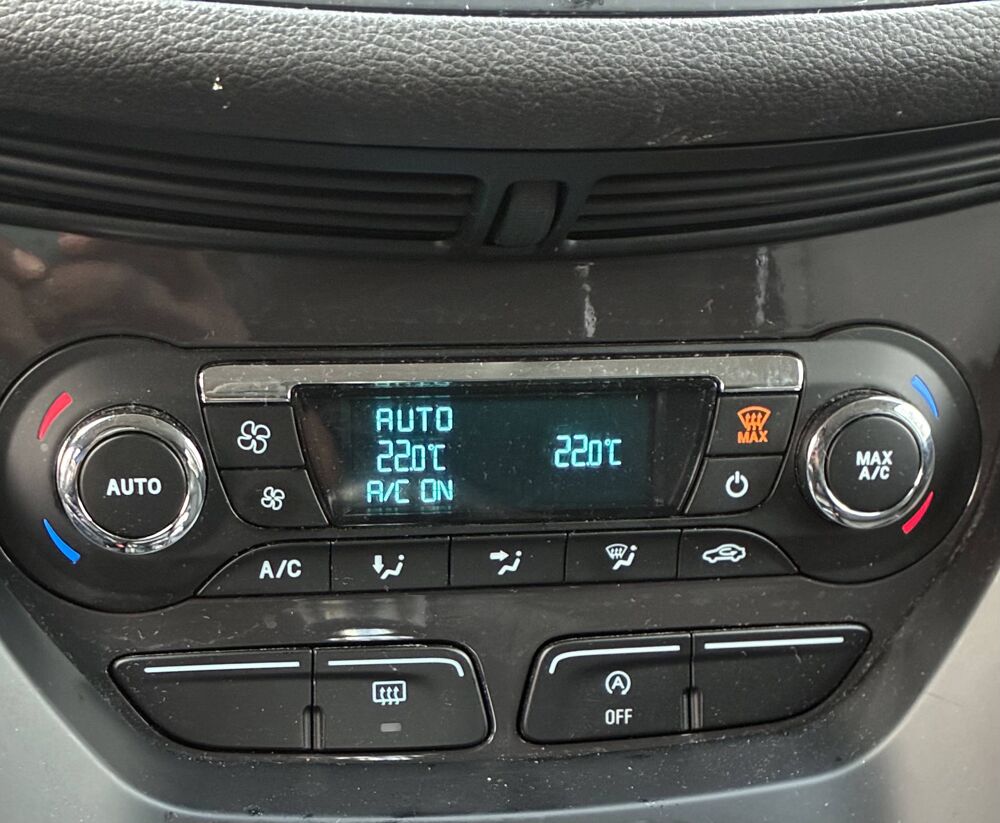 AUTO
22.0°C 22.0°C
A/C ON
MAX
AUTO
MAX
A/C
A/C
A
OFF